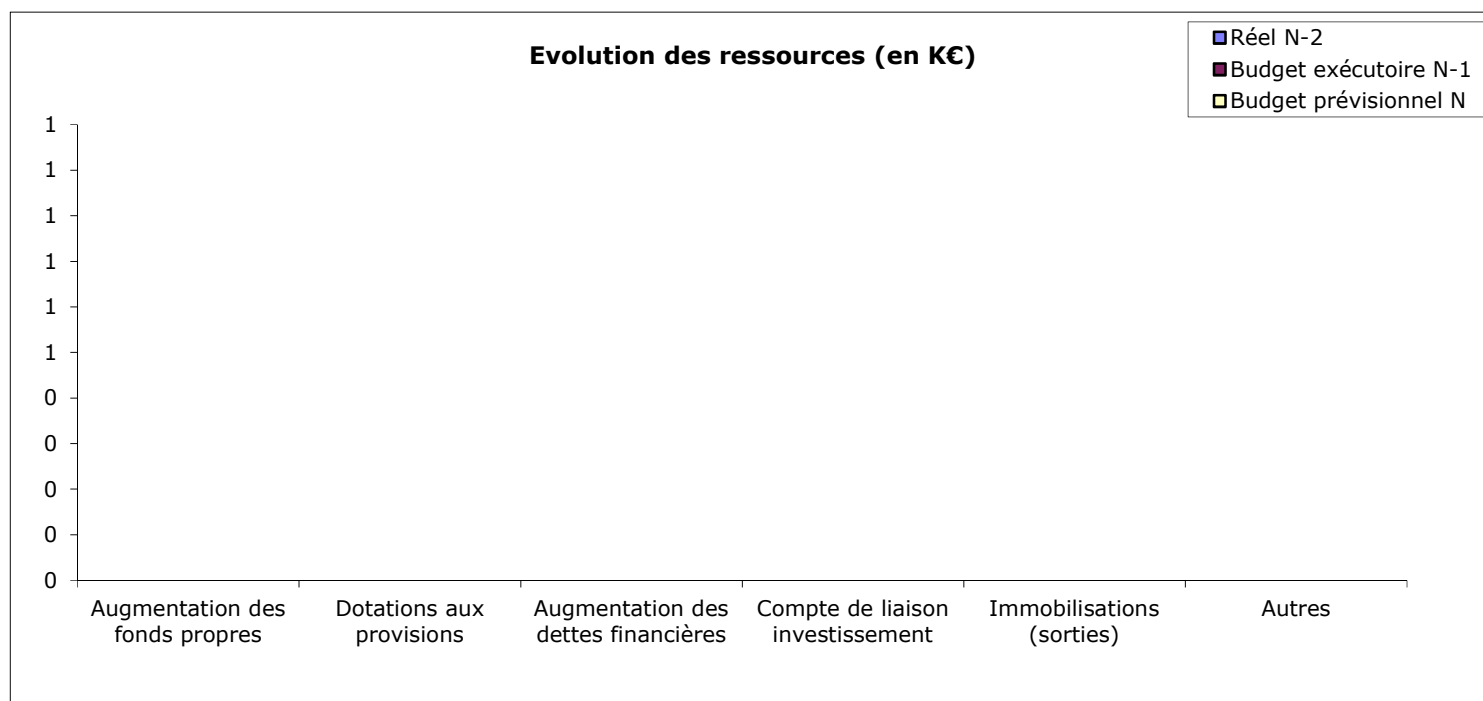 Evolution des ressources (en K€)
Réel N-2
Budget exécutoire N-1
Budget prévisionnel N
1
1
1
1
1
1
0
0
0
0
0
Augmentation des
fonds propres
Dotations aux
provisions
Augmentation des
dettes financières
Compte de liaison
investissement
Immobilisations
(sorties)
Autres